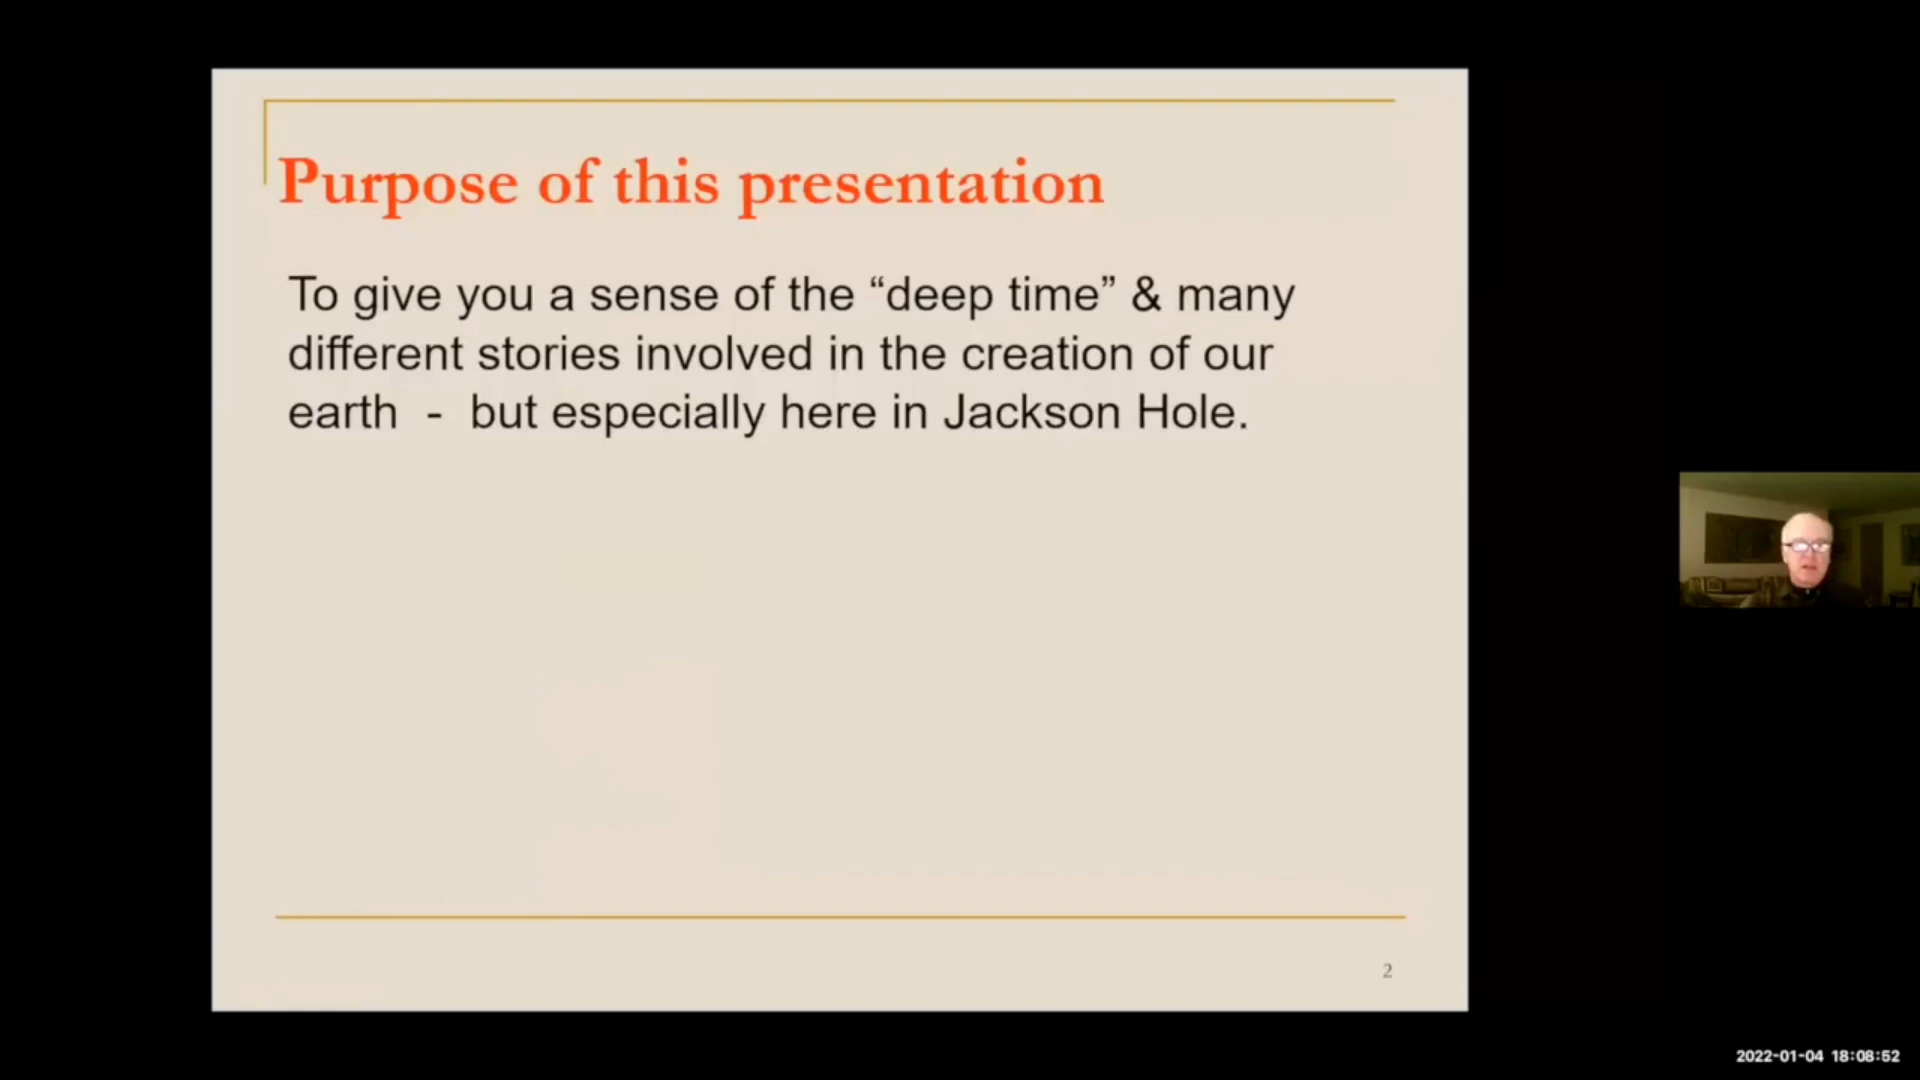 Purpose of this presentation
To give you a sense of the “deep time” & many
different stories involved in the creation of our
earth  -  but especially here in Jackson Hole.
2
2022-01-04 18:08:52